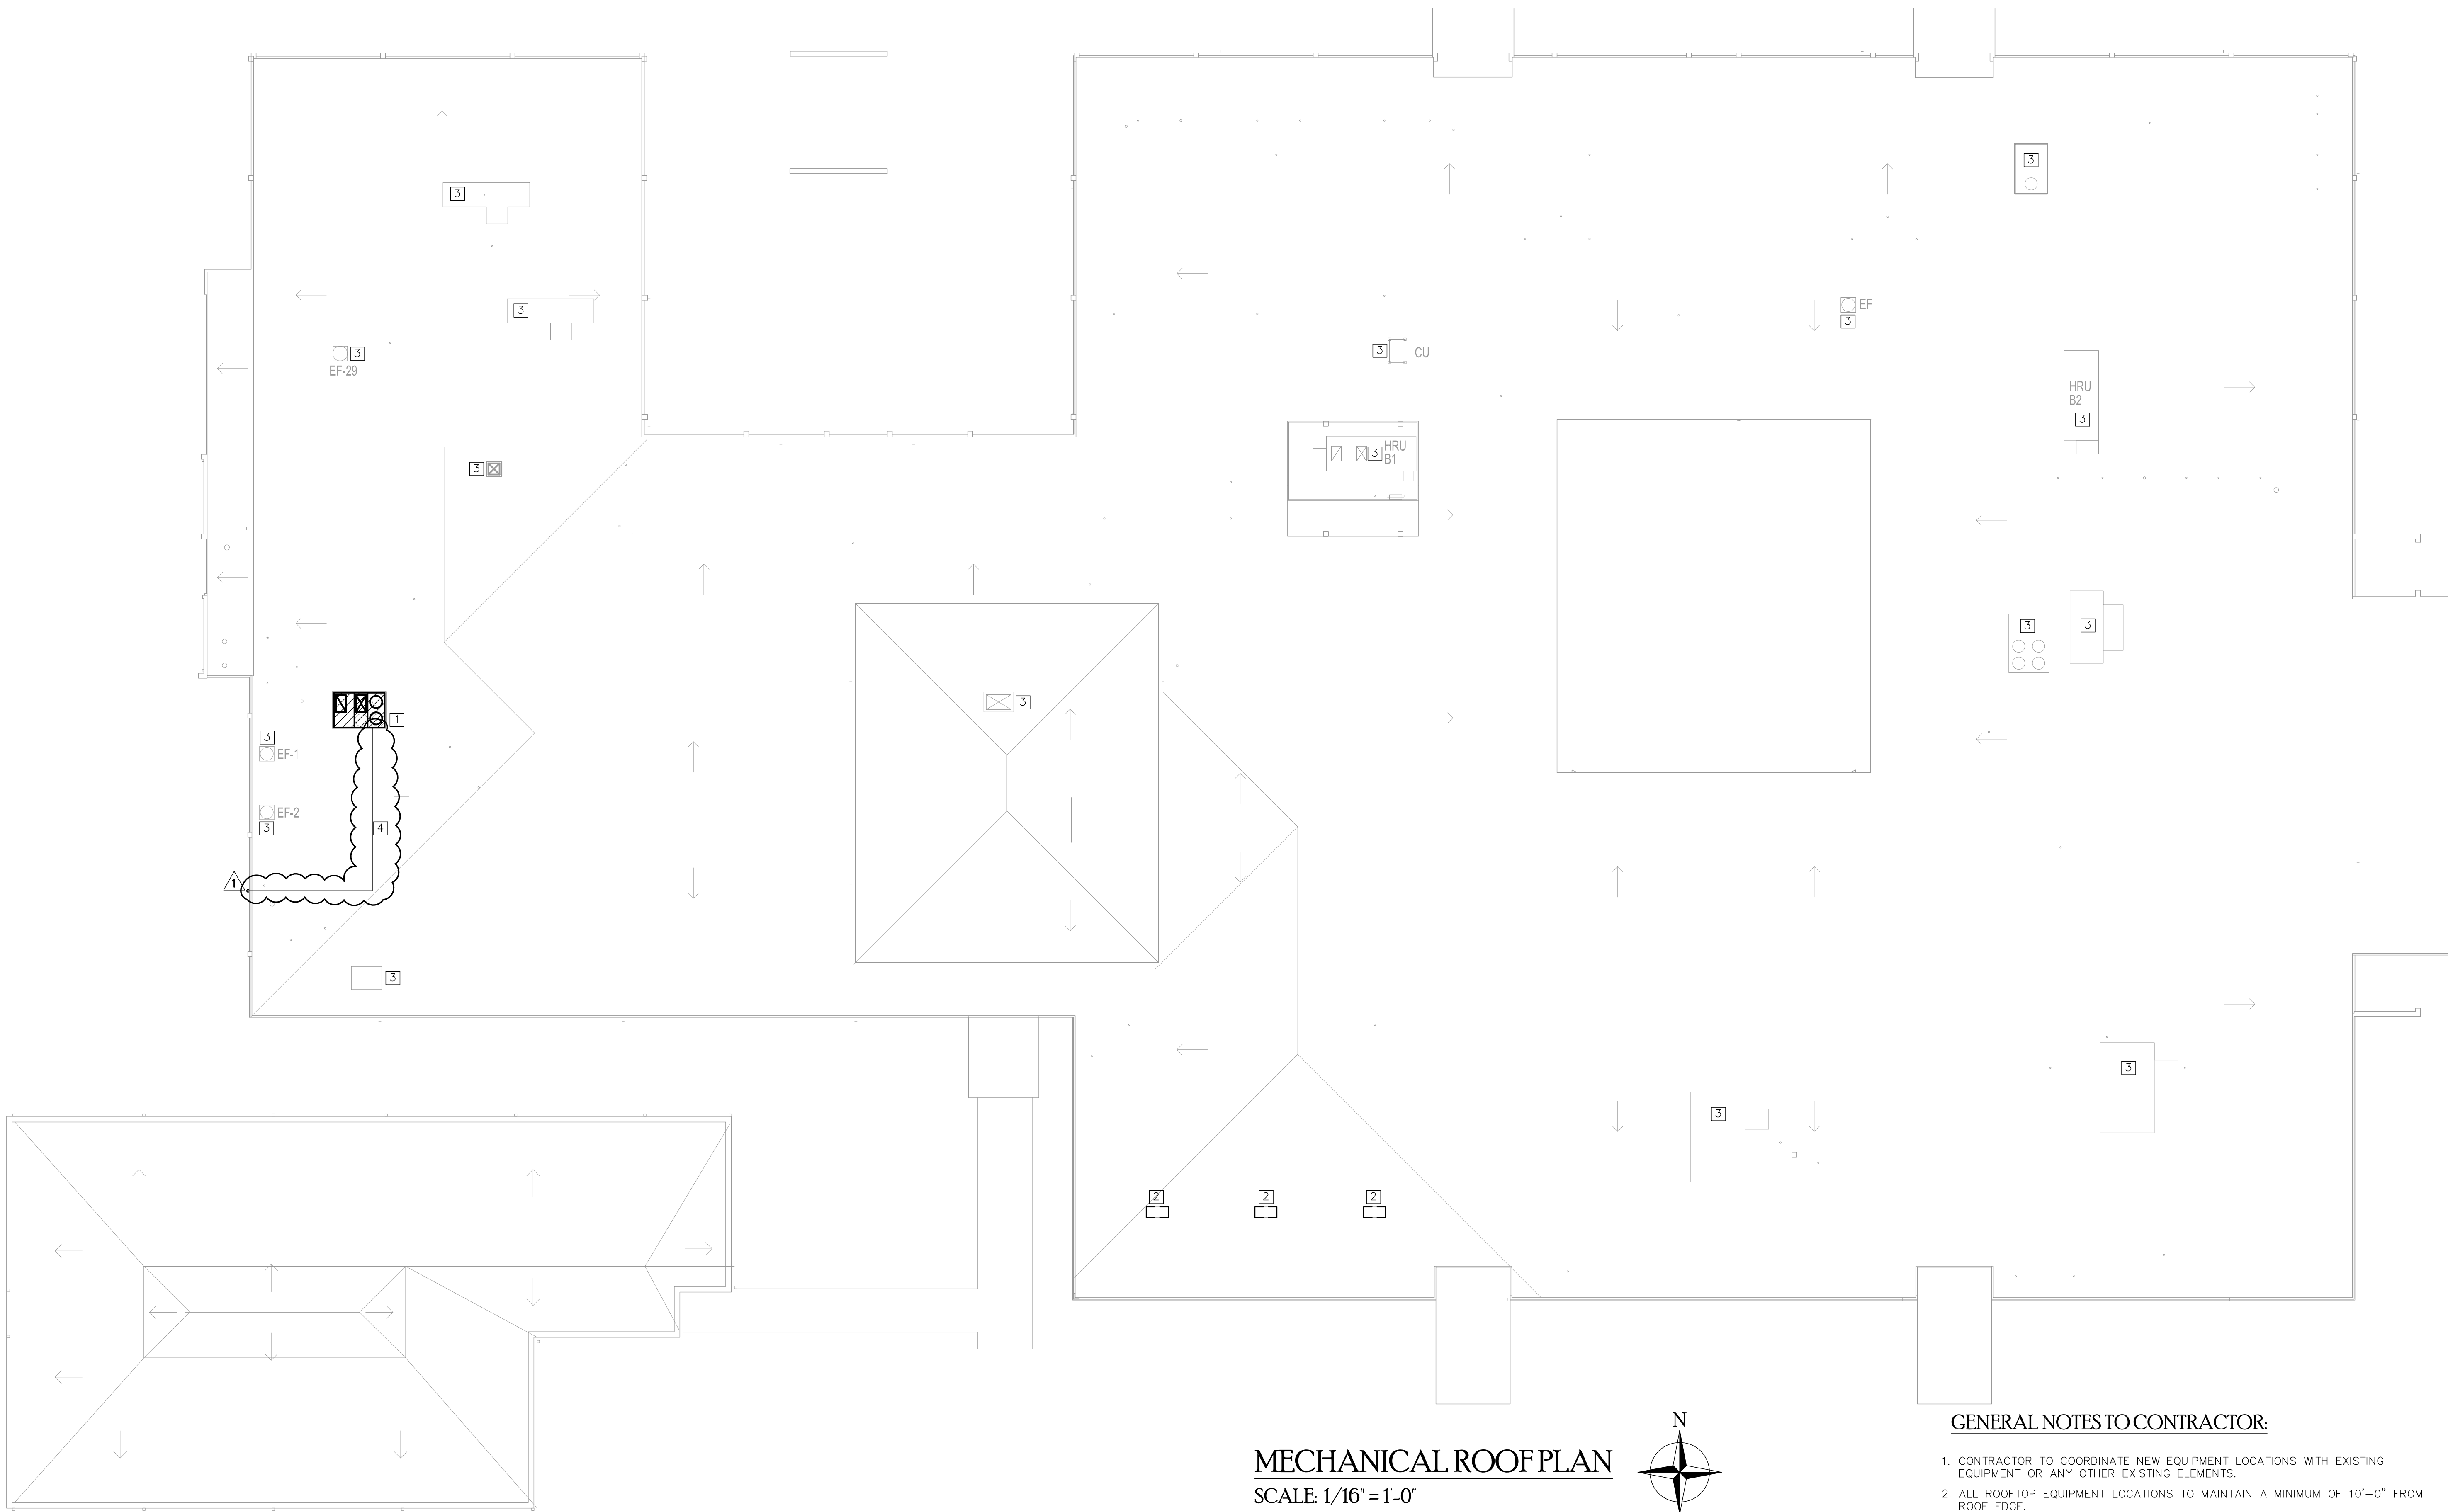 3
3
3
EF
3
3
CU
3
EF-29
HRU
B2
3
HRU
B1
3
3
3
3
3
1
3
EF-1
EF-2
3
4
1
3
3
3
2
2
2
N
MECHANICAL ROOF PLAN
SCALE: 1/16" = 1'-0"
GENERAL NOTES TO CONTRACTOR:
1. CONTRACTOR TO COORDINATE NEW EQUIPMENT LOCATIONS WITH EXISTING
EQUIPMENT OR ANY OTHER EXISTING ELEMENTS.
2. ALL ROOFTOP EQUIPMENT LOCATIONS TO MAINTAIN A MINIMUM OF 10'-0" FROM
ROOF EDGE.